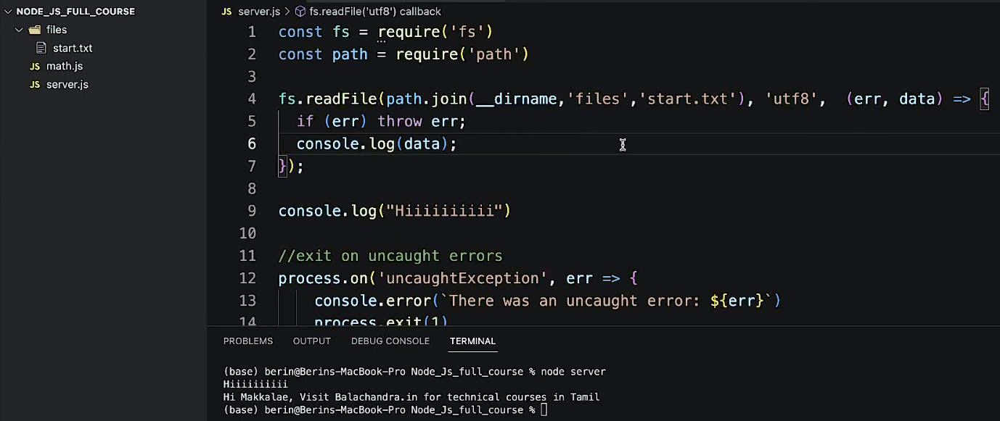 NODE_JS_FULL_COURSE
files
start.txt
JS math.js
JS server.js
JS server.js > fs.readFile('utf8') callback
1 const fs = require('fs')
2 const path = require('path')
3
4 fs.readFile(path.join(__dirname,'files','start.txt'), 'utf8', (err, data) => {
5 if (err) throw err;
6 console.log(data);
7 });
8
9 console.log("Hiiiiiiiiii")
10
11 //exit on uncaught errors
12 process.on('uncaughtException', err => {
13 console.error(`There was an uncaught error: ${err}`)
14 process.exit(1)
PROBLEMS OUTPUT DEBUG CONSOLE TERMINAL
(base) berin@Berins-MacBook-Pro Node_Js_full_course % node server
Hiiiiiiiiii
Hi Makkalae, Visit Balachandra.in for technical courses in Tamil
(base) berin@Berins-MacBook-Pro Node_Js_full_course %